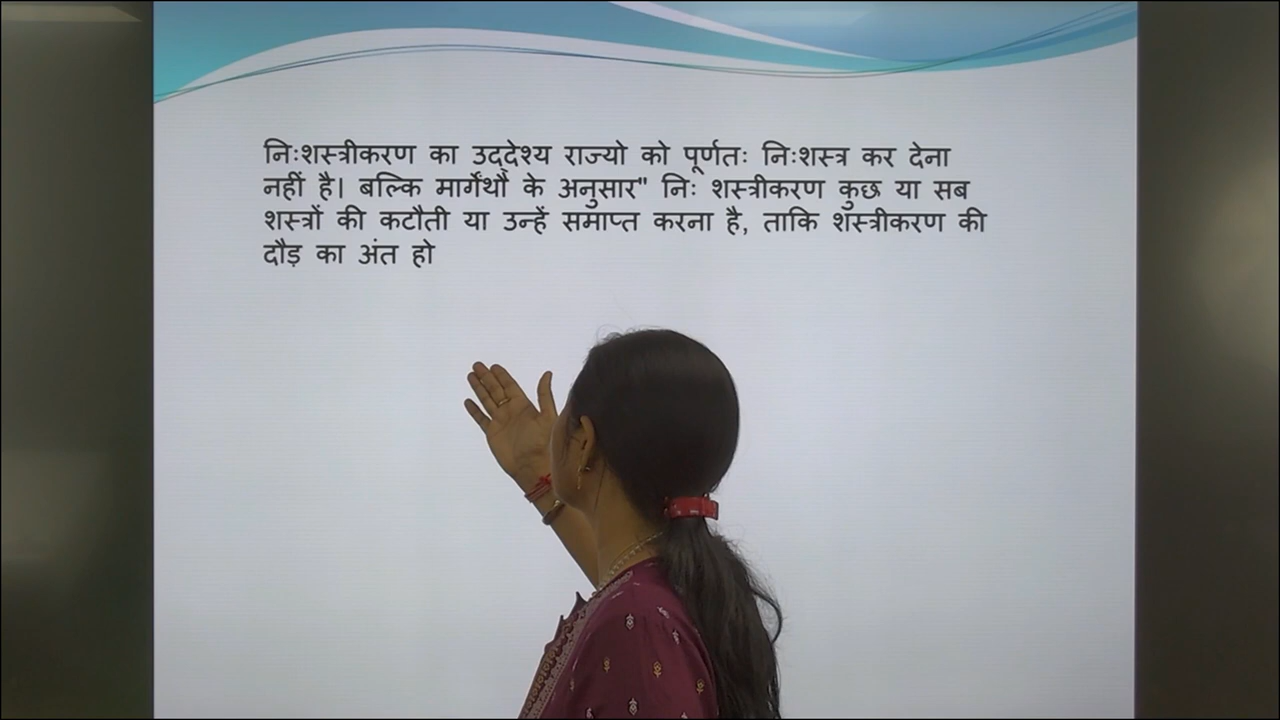 निःशस्त्रीकरण का उद्देश्य राज्यो को पूर्णतः निःशस्त्र कर देना
नहीं है। बल्कि मार्गेंथौ के अनुसार" निः शस्त्रीकरण कुछ या सब
शस्त्रों की कटौती या उन्हें समाप्त करना है, ताकि शस्त्रीकरण की
दौड़ का अंत हो